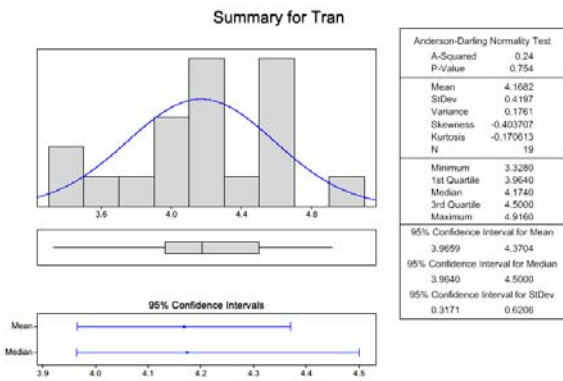 Summary for Tran
3.6 4.0 4.4 4.8
95% Confidence Intervals
Mean
Median
3.9 4.0 4.1 4.2 4.3 4.4 4.5
Anderson-Darling Normality Test
A-Squared 0.24
P-Value 0.754
Mean 4.1682
StDev 0.4197
Variance 0.1761
Skewness -0.403707
Kurtosis -0.170613
N 19
Minimum 3.3280
1st Quartile 3.9640
Median 4.1740
3rd Quartile 4.5000
Maximum 4.9160
95% Confidence Interval for Mean
3.9659 4.3704
95% Confidence Interval for Median
3.9640 4.5000
95% Confidence Interval for StDev
0.3171 0.6206